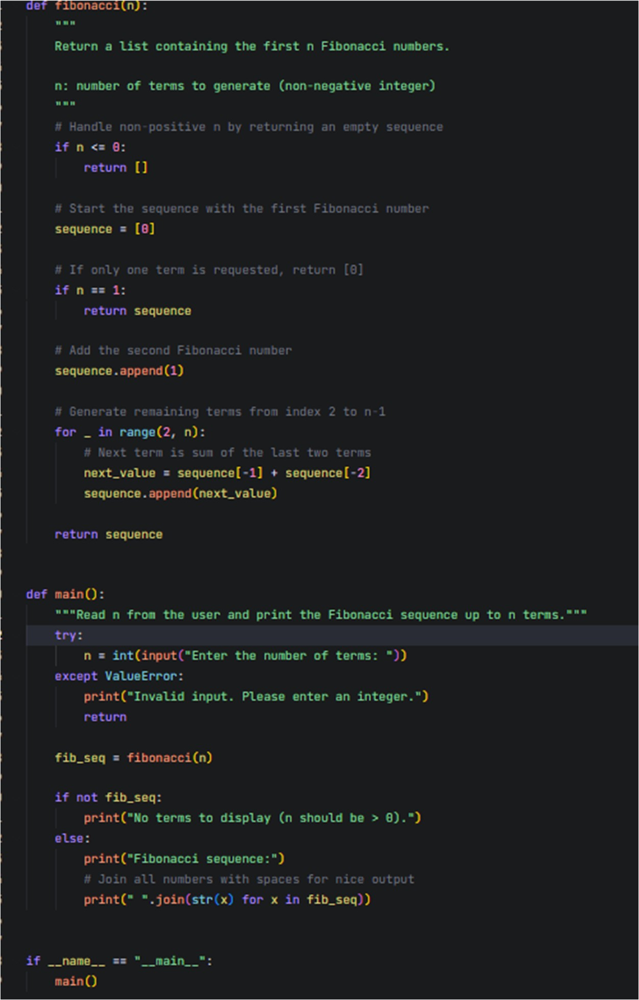 def fibonacci(n):
    """
    Return a list containing the first n Fibonacci numbers.

    n: number of terms to generate (non-negative integer)
    """
    # Handle non-positive n by returning an empty sequence
    if n <= 0:
        return []

    # Start the sequence with the first Fibonacci number
    sequence = [0]

    # If only one term is requested, return [0]
    if n == 1:
        return sequence

    # Add the second Fibonacci number
    sequence.append(1)

    # Generate remaining terms from index 2 to n-1
    for _ in range(2, n):
        # Next term is sum of the last two terms
        next_value = sequence[-1] + sequence[-2]
        sequence.append(next_value)

    return sequence


def main():
    """Read n from the user and print the Fibonacci sequence up to n terms."""
    try:
        n = int(input("Enter the number of terms: "))
    except ValueError:
        print("Invalid input. Please enter an integer.")
        return

    fib_seq = fibonacci(n)

    if not fib_seq:
        print("No terms to display (n should be > 0).")
    else:
        print("Fibonacci sequence:")
        # Join all numbers with spaces for nice output
        print(" ".join(str(x) for x in fib_seq))


if __name__ == "__main__":
    main()